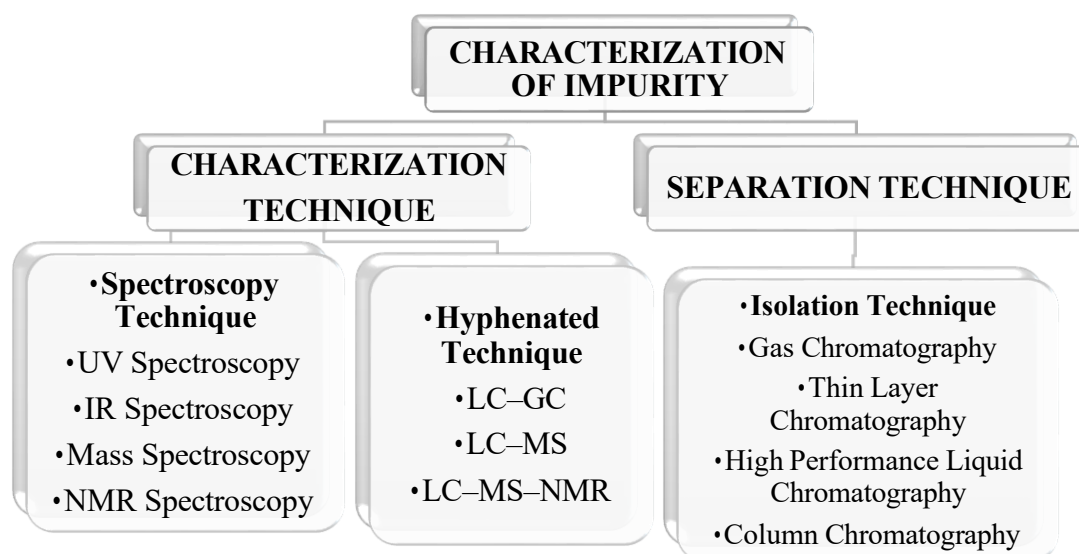 CHARACTERIZATION
OF IMPURITY
CHARACTERIZATION
TECHNIQUE
SEPARATION TECHNIQUE
•Spectroscopy
Technique
•UV Spectroscopy
•IR Spectroscopy
•Mass Spectroscopy
•NMR Spectroscopy
•Hyphenated
Technique
•LC–GC
•LC–MS
•LC–MS–NMR
•Isolation Technique
•Gas Chromatography
•Thin Layer
Chromatography
•High Performance Liquid
Chromatography
•Column Chromatography